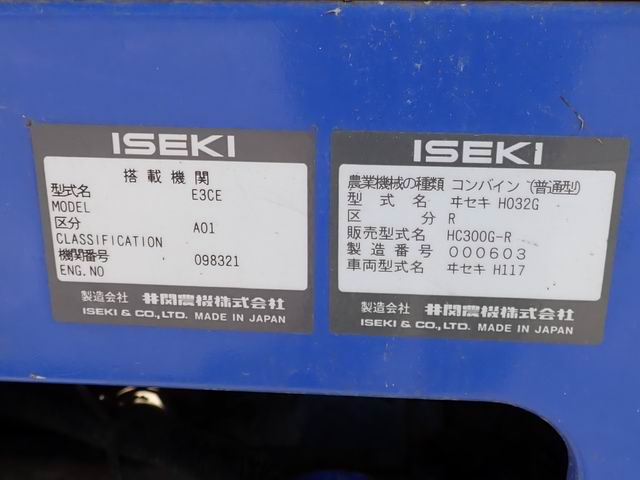 ISEKI
搭載機関
型式名 E3CE
MODEL
区分 A01
CLASSIFICATION
機関番号 098321
ENG.NO
製造会社 井関農機株式会社
ISEKI & CO., LTD. MADE IN JAPAN
ISEKI
農業機械の種類 コンバイン (普通型)
型式名 ヰセキ HO32G
区分 R
販売型式名 HC300G-R
製造番号 000603
車両型式名 ヰセキ H117
製造会社 井関農機株式会社
ISEKI & CO., LTD. MADE IN JAPAN